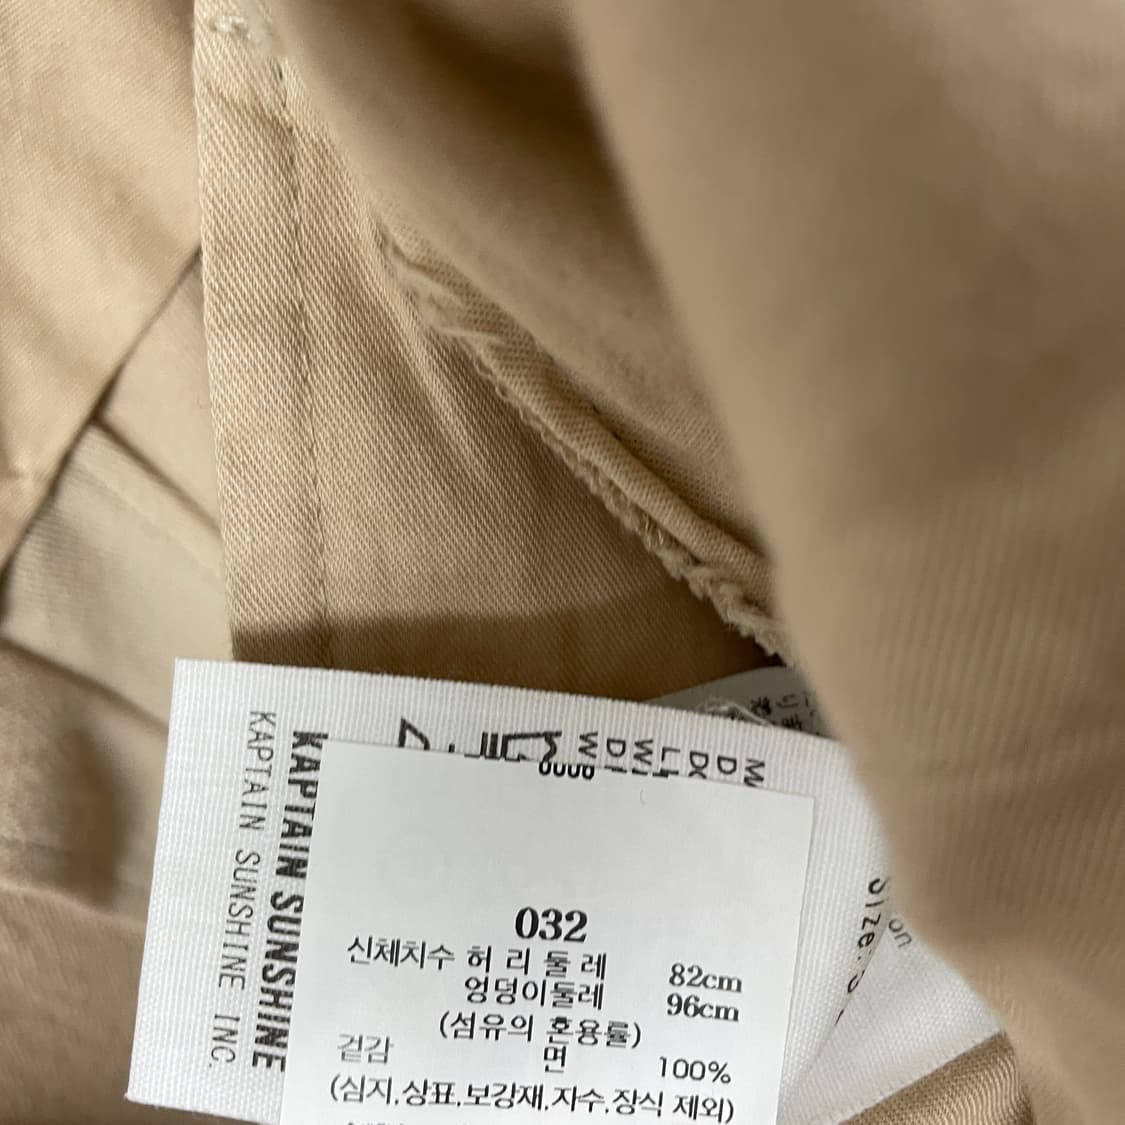 KAPTAIN SUNSHINE
KAPTAIN SUNSHINE INC.
032
신체치수 허 리 둘 레 82cm
엉덩이둘레 96cm
(섬유의 혼용률)
겉감 면 100%
(심지,상표,보강재,자수,장식 제외)
Size: